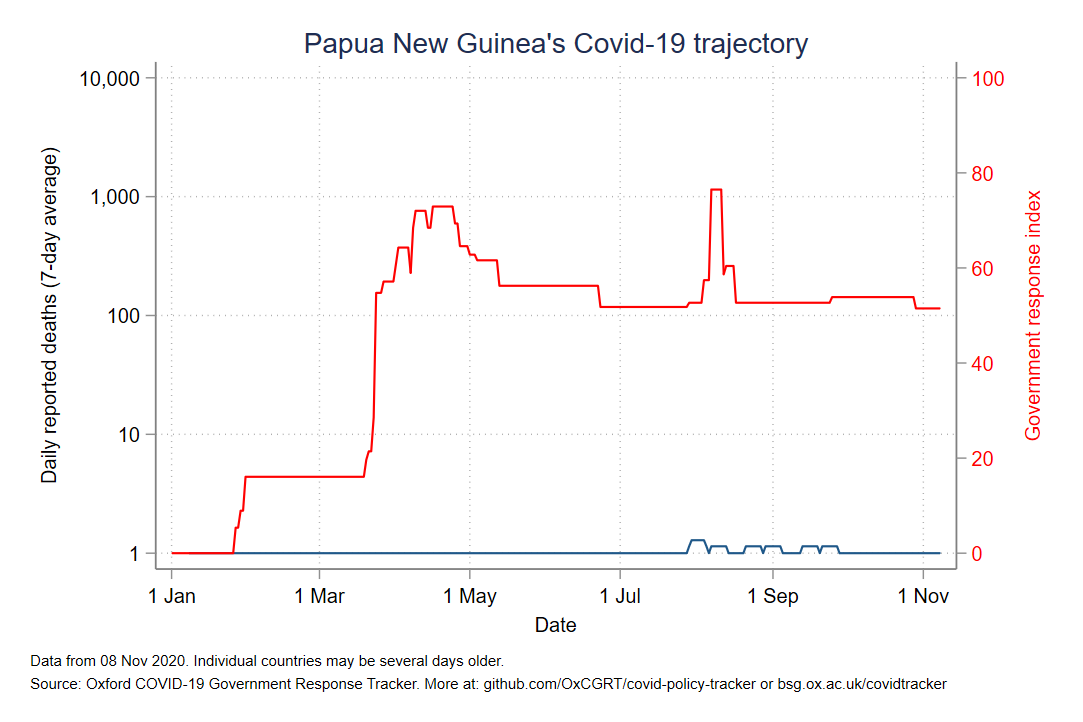 Papua New Guinea's Covid-19 trajectory
10,000
1,000
100
10
1
Daily reported deaths (7-day average)
100
80
60
40
20
0
Government response index
1 Jan
1 Mar
1 May
1 Jul
1 Sep
1 Nov
Date
Data from 08 Nov 2020. Individual countries may be several days older.
Source: Oxford COVID-19 Government Response Tracker. More at: github.com/OxCGRT/covid-policy-tracker or bsg.ox.ac.uk/covidtracker